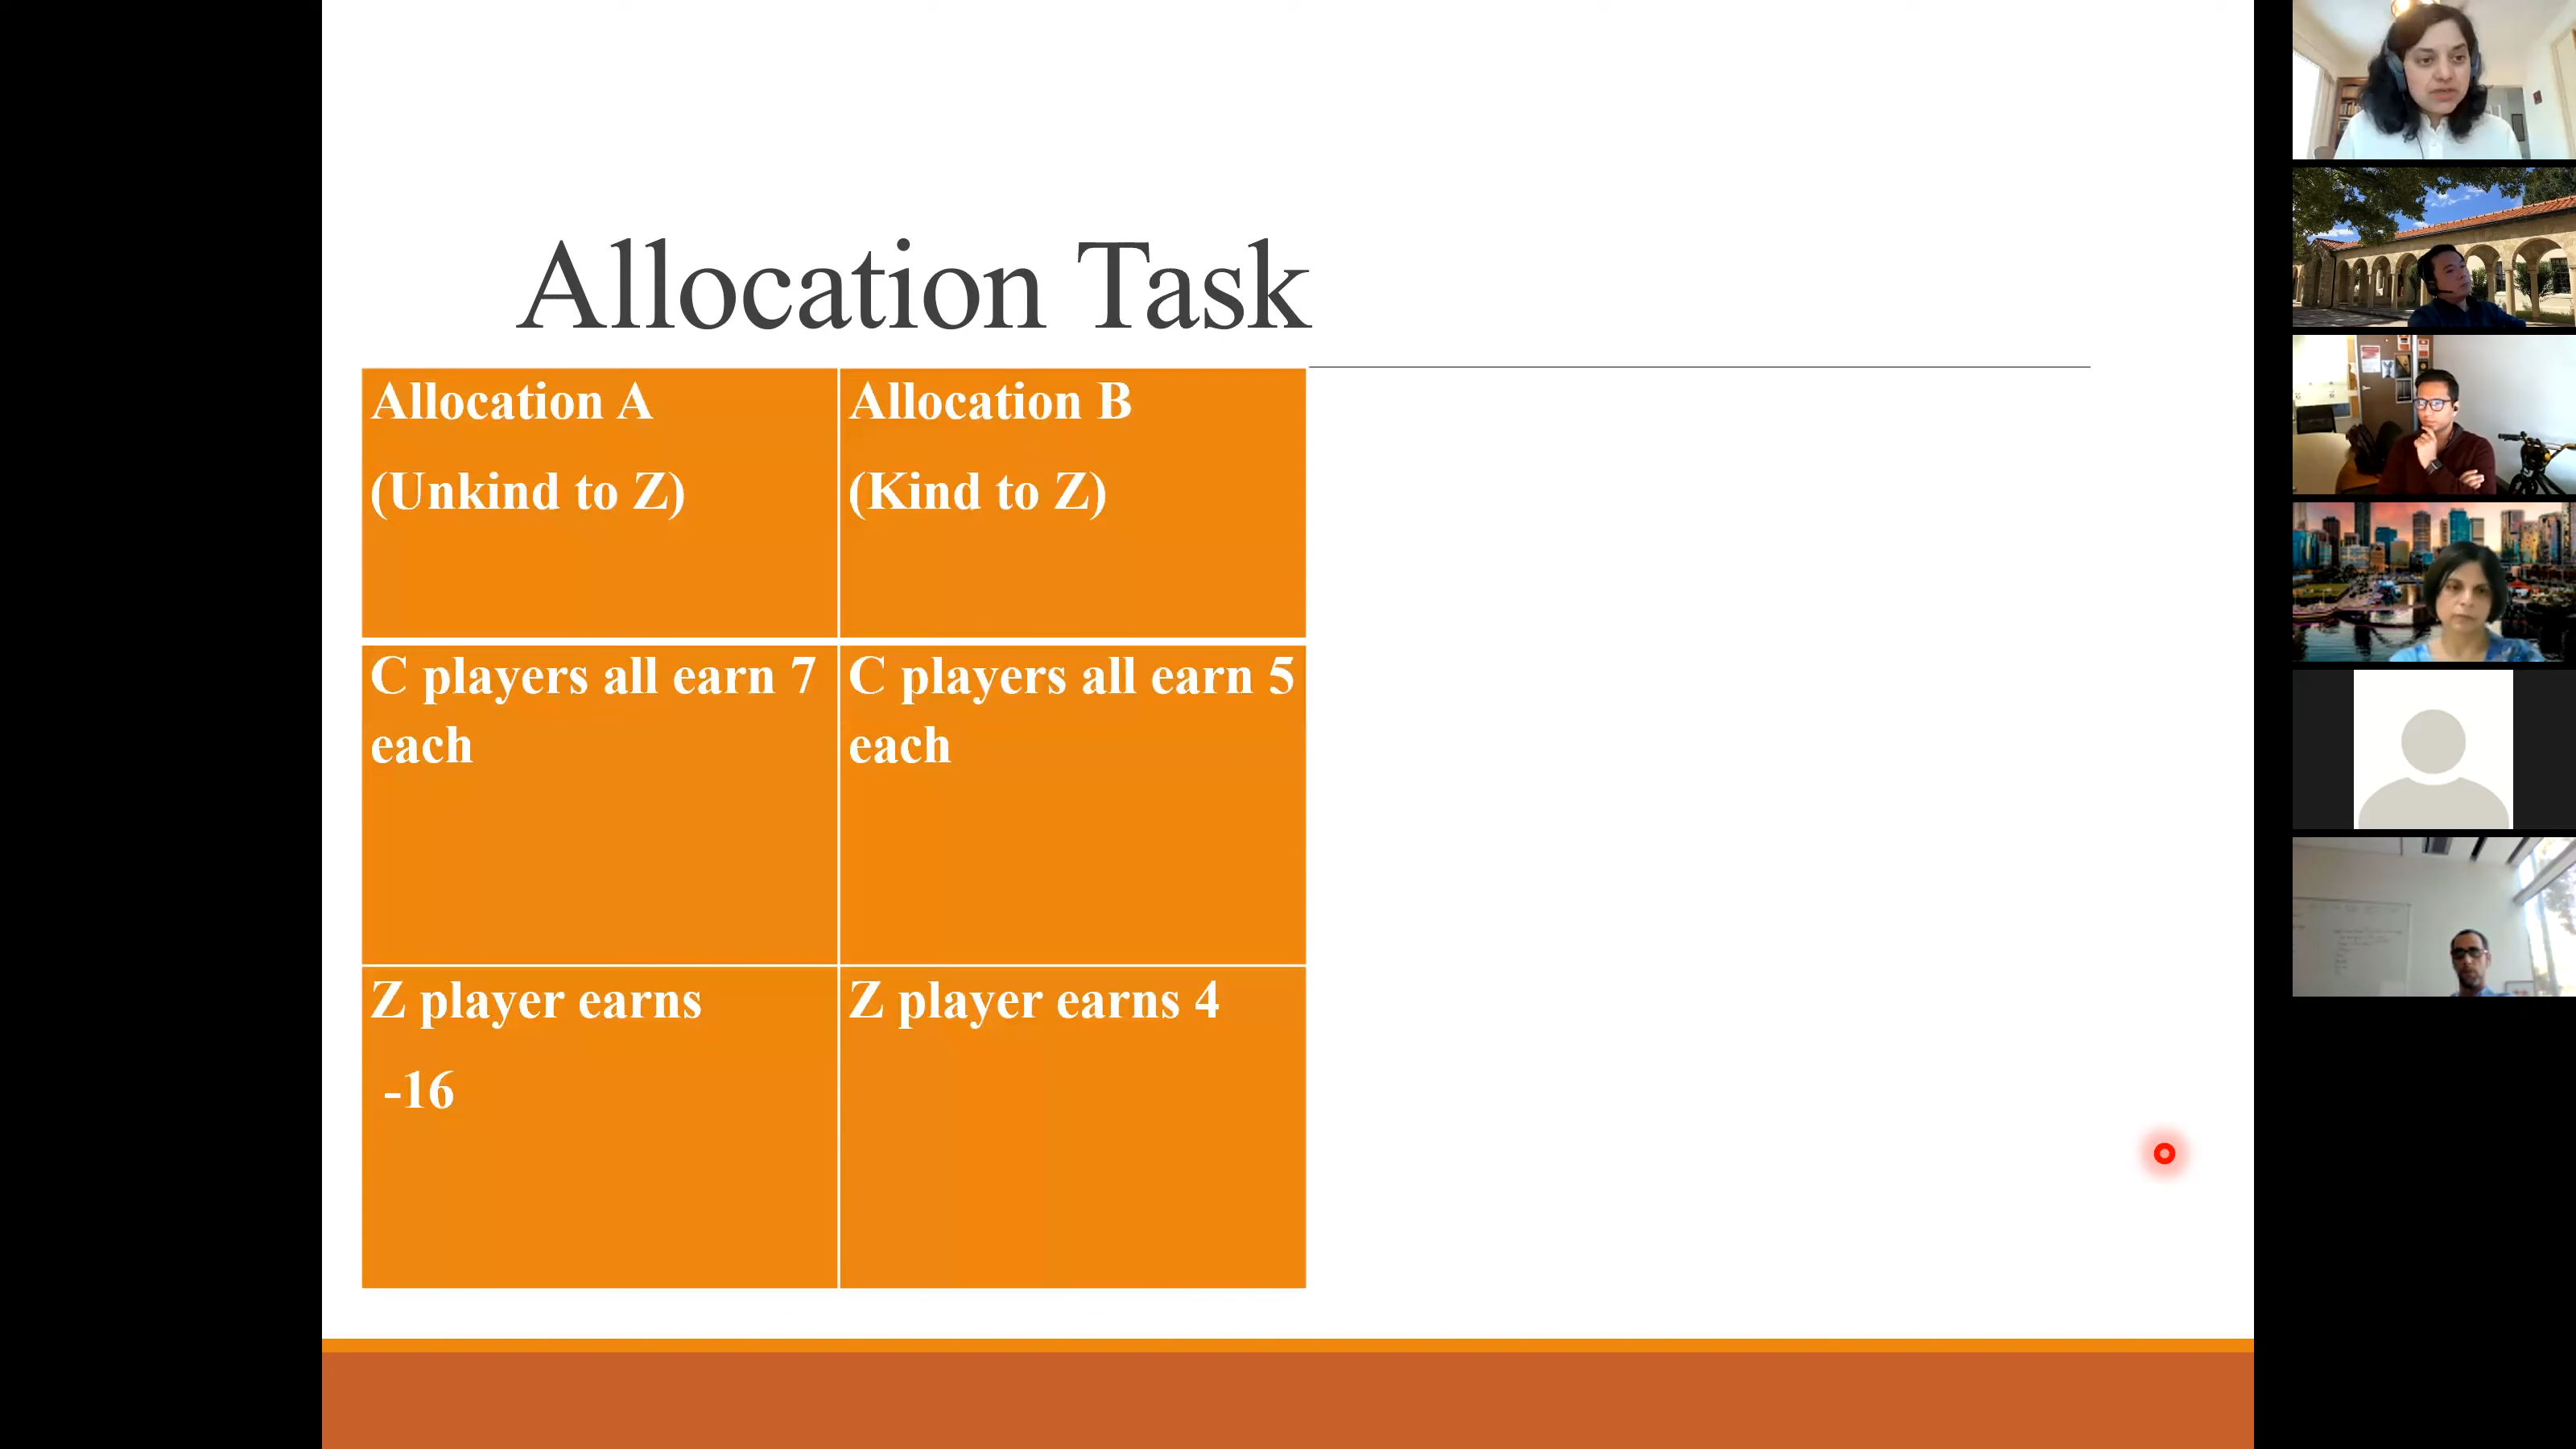 Allocation Task
Allocation A
(Unkind to Z)
Allocation B
(Kind to Z)
C players all earn 7
each
C players all earn 5
each
Z player earns
-16
Z player earns 4